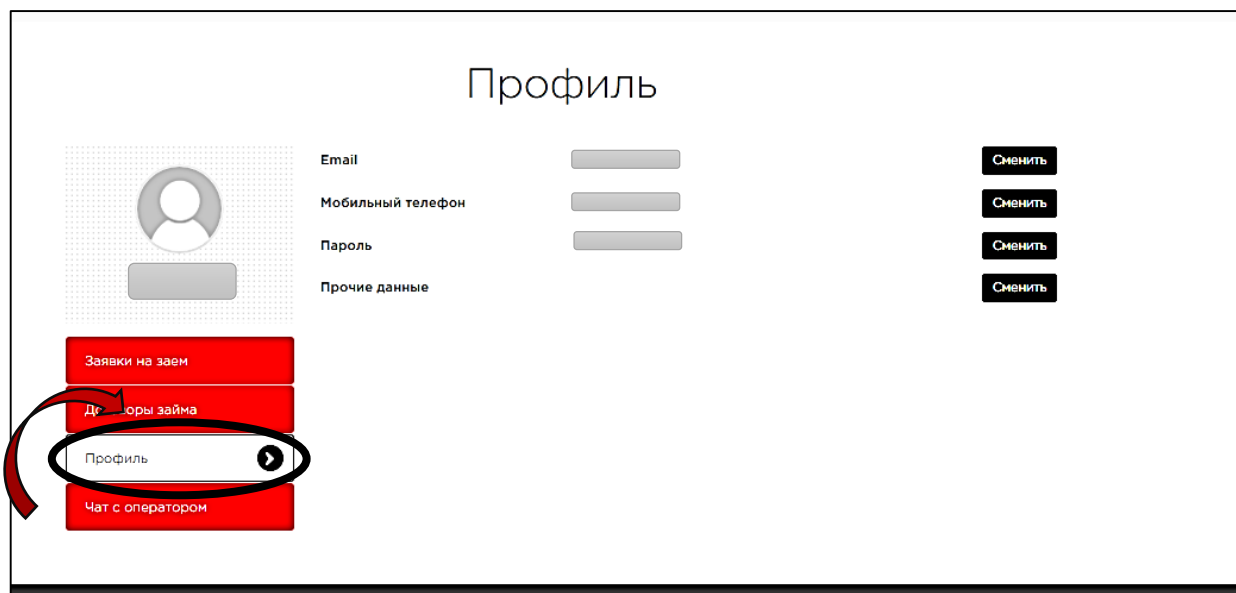 Профиль
Email
Сменить
Мобильный телефон
Сменить
Пароль
Сменить
Прочие данные
Сменить
Заявки на заем
займа
Профиль
Чат с оператором